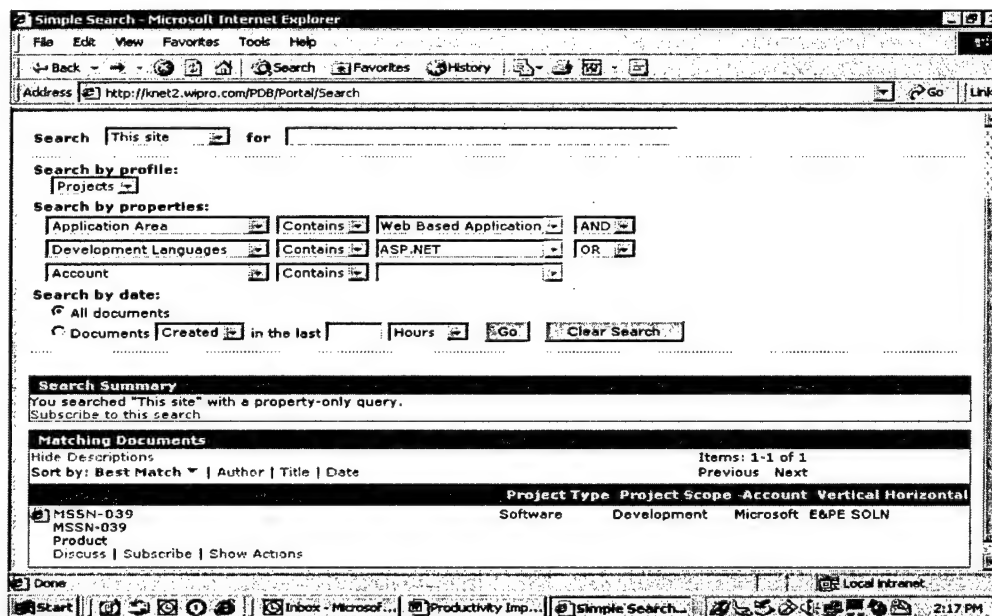 Simple Search - Microsoft Internet Explorer
File Edit View Favorites Tools Help
Back Search Favorites History
Address http://knet2.wipro.com/PDB/Portal/Search Go Link
Search This site for
Search by profile:
Projects
Search by properties:
Application Area Contains Web Based Application AND
Development Languages Contains ASP.NET OR
Account Contains
Search by date:
All documents
Documents Created in the last Hours Go Clear Search
Search Summary
You searched "This site" with a property-only query.
Subscribe to this search
Matching Documents
Hide Descriptions Items: 1-1 of 1
Sort by: Best Match | Author | Title | Date Previous Next
Project Type Project Scope Account Vertical Horizontal
MSSN-039 Software Development Microsoft E&PE SOLN
MSSN-039
Product
Discuss | Subscribe | Show Actions
Done Local intranet
Start Inbox - Microsof... Productivity Imp... Simple Search... 2:17 PM